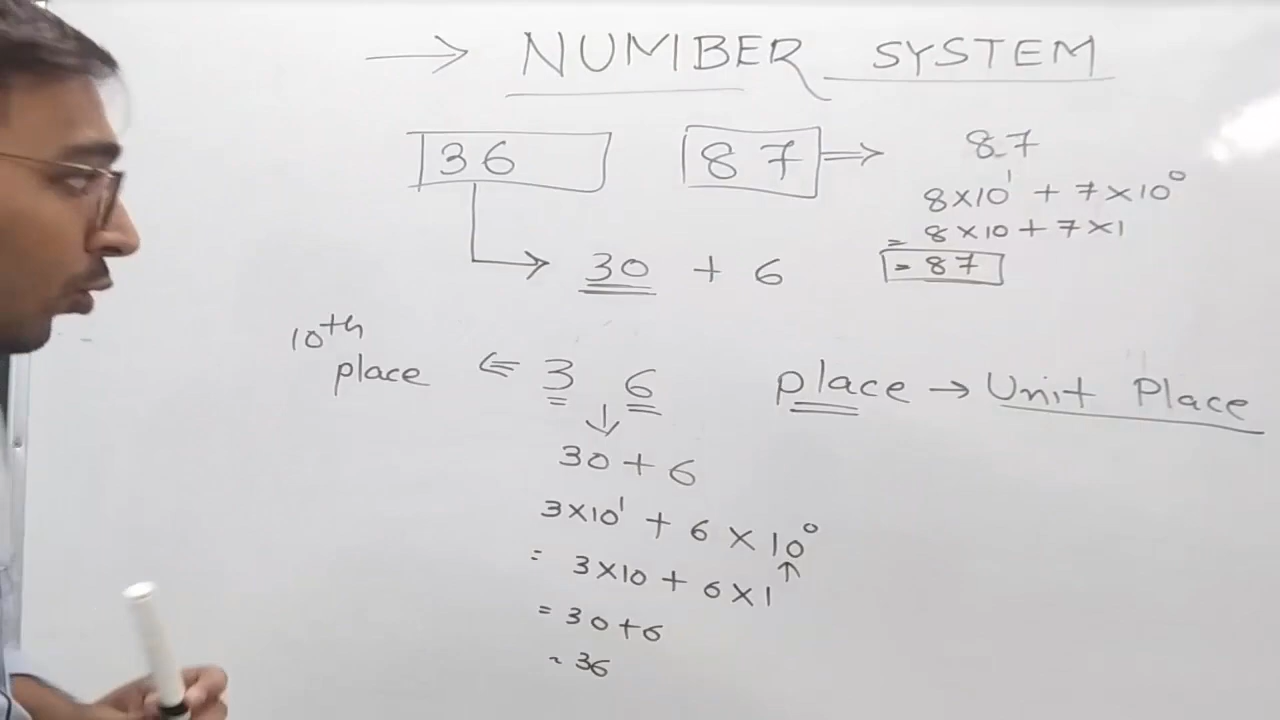 → NUMBER SYSTEM
36
87 ⇒ 87
8×10¹ + 7×10⁰
= 8×10 + 7×1
= 87
→ 30 + 6
10th place ⇐ 3 6
place → Unit Place
↓
30 + 6
3×10¹ + 6×10⁰
↑
= 3×10 + 6×1
= 30+6
= 36